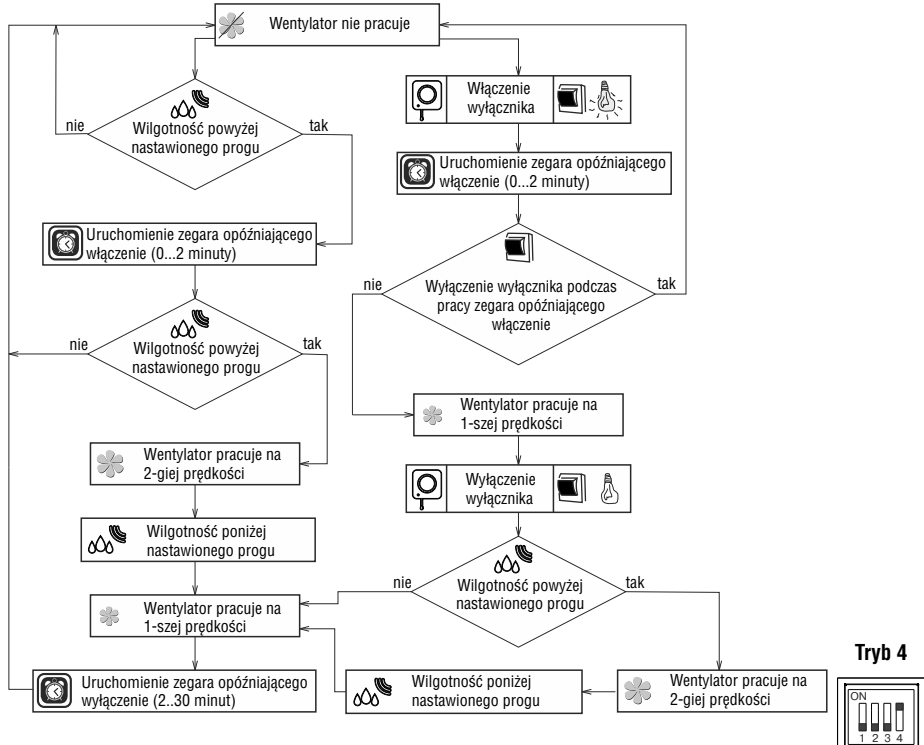 Wentylator nie pracuje
Włączenie
wyłącznika
nie
Wilgotność powyżej
nastawionego progu
tak
Uruchomienie zegara opóźniającego
włączenie (0...2 minuty)
Uruchomienie zegara opóźniającego
włączenie (0...2 minuty)
nie
Wyłączenie wyłącznika podczas
pracy zegara opóźniającego
włączenie
tak
nie
Wilgotność powyżej
nastawionego progu
tak
Wentylator pracuje na
1-szej prędkości
Wentylator pracuje na
2-giej prędkości
Wyłączenie
wyłącznika
Wilgotność poniżej
nastawionego progu
nie
Wilgotność powyżej
nastawionego progu
tak
Wentylator pracuje na
1-szej prędkości
Uruchomienie zegara opóźniającego
wyłączenie (2..30 minut)
Wilgotność poniżej
nastawionego progu
Wentylator pracuje na
2-giej prędkości
Tryb 4
ON
1 2 3 4